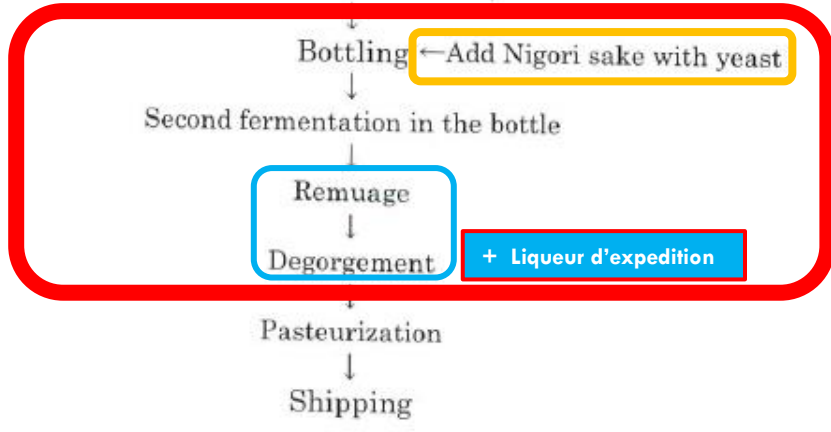 Bottling ←Add Nigori sake with yeast
↓
Second fermentation in the bottle
↓
Remuage
↓
Degorgement + Liqueur d'expedition
↓
Pasteurization
↓
Shipping